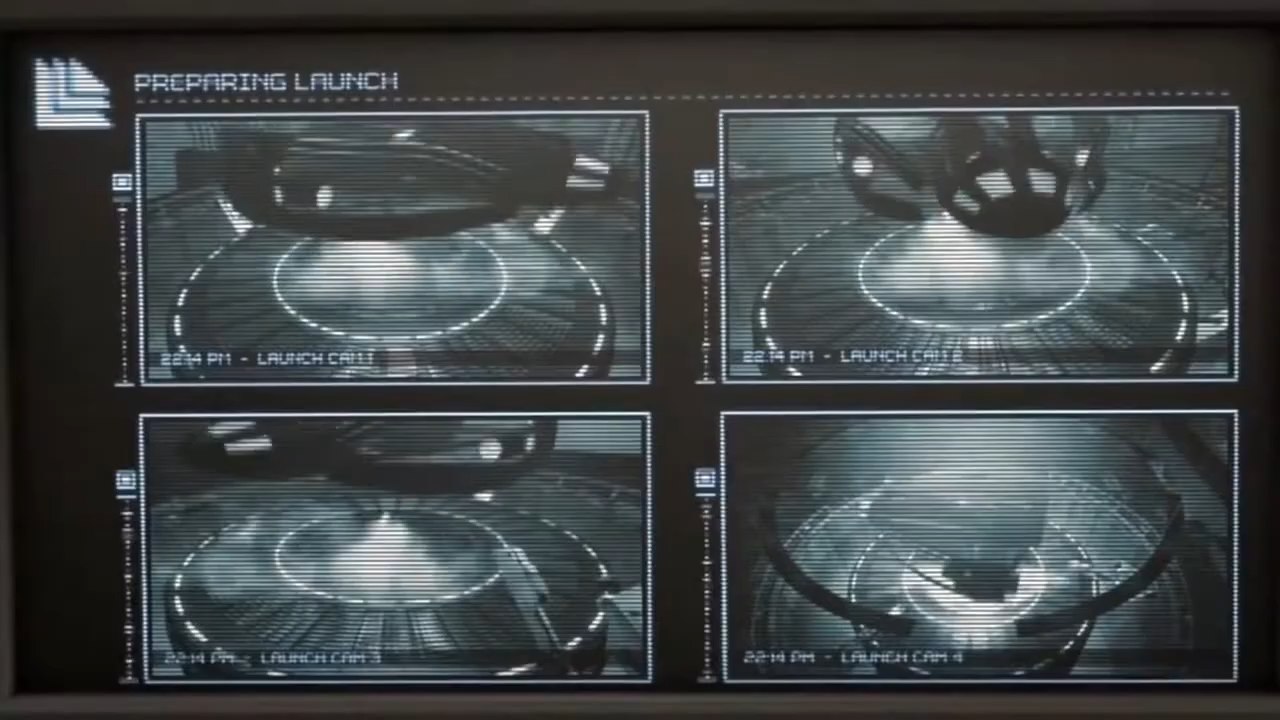 PREPARING LAUNCH
22:14 PM - LAUNCH CAM 1
22:14 PM - LAUNCH CAM 2
22:14 PM - LAUNCH CAM 3
22:14 PM - LAUNCH CAM 4